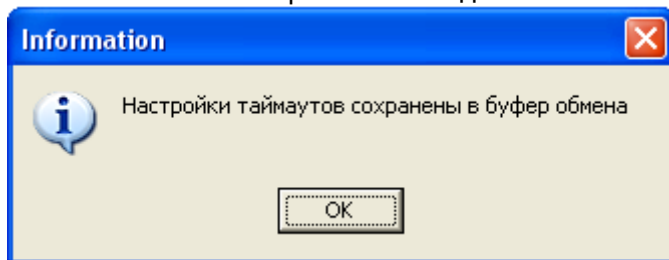 Information
Настройки таймаутов сохранены в буфер обмена
OK